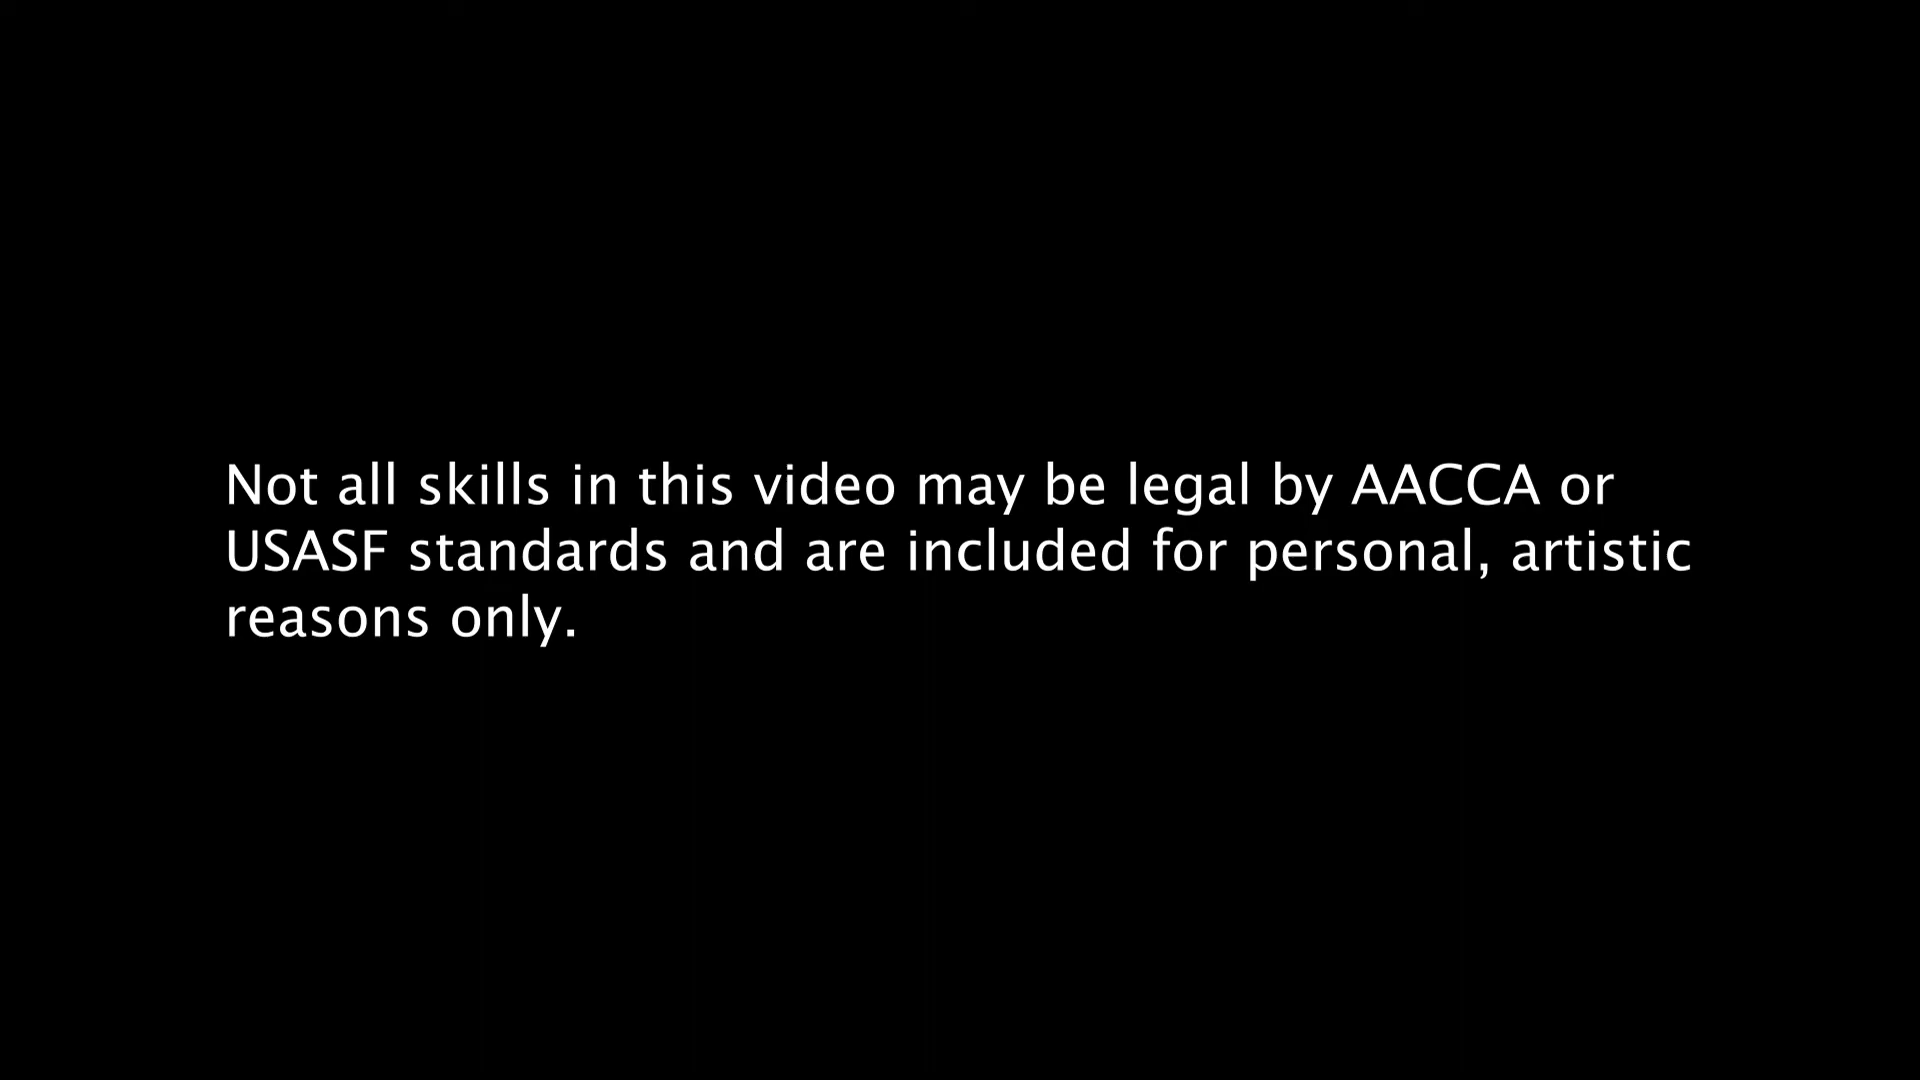 Not all skills in this video may be legal by AACCA or
USASF standards and are included for personal, artistic
reasons only.